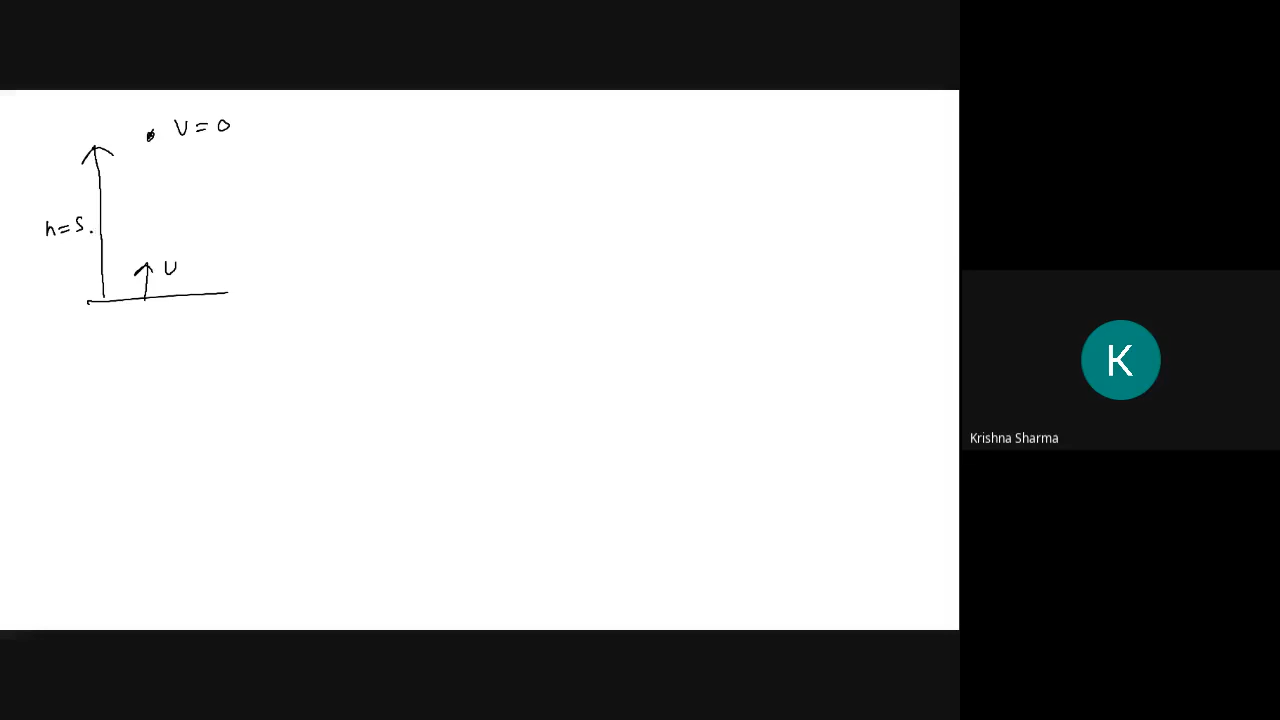 V = 0
h = S.
U
K
Krishna Sharma